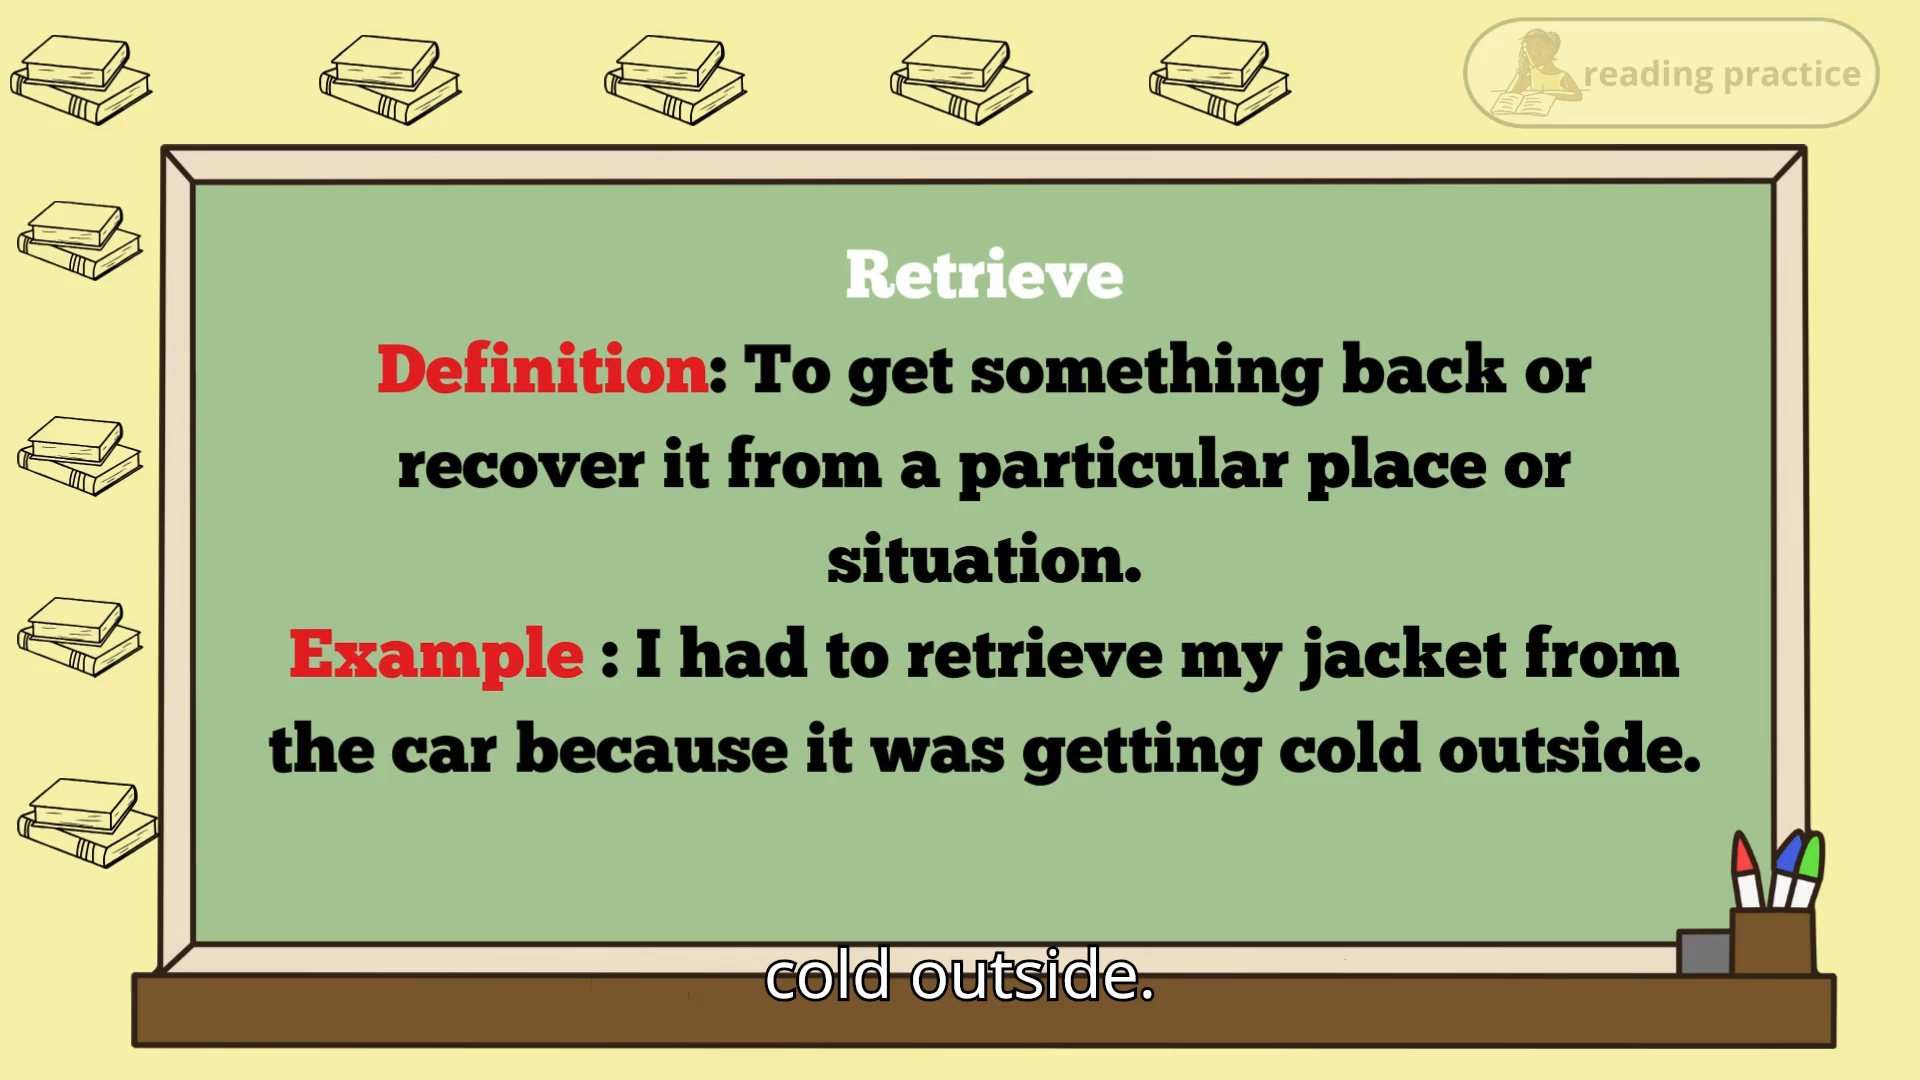 reading practice
Retrieve
Definition: To get something back or
recover it from a particular place or
situation.
Example : I had to retrieve my jacket from
the car because it was getting cold outside.
cold outside.